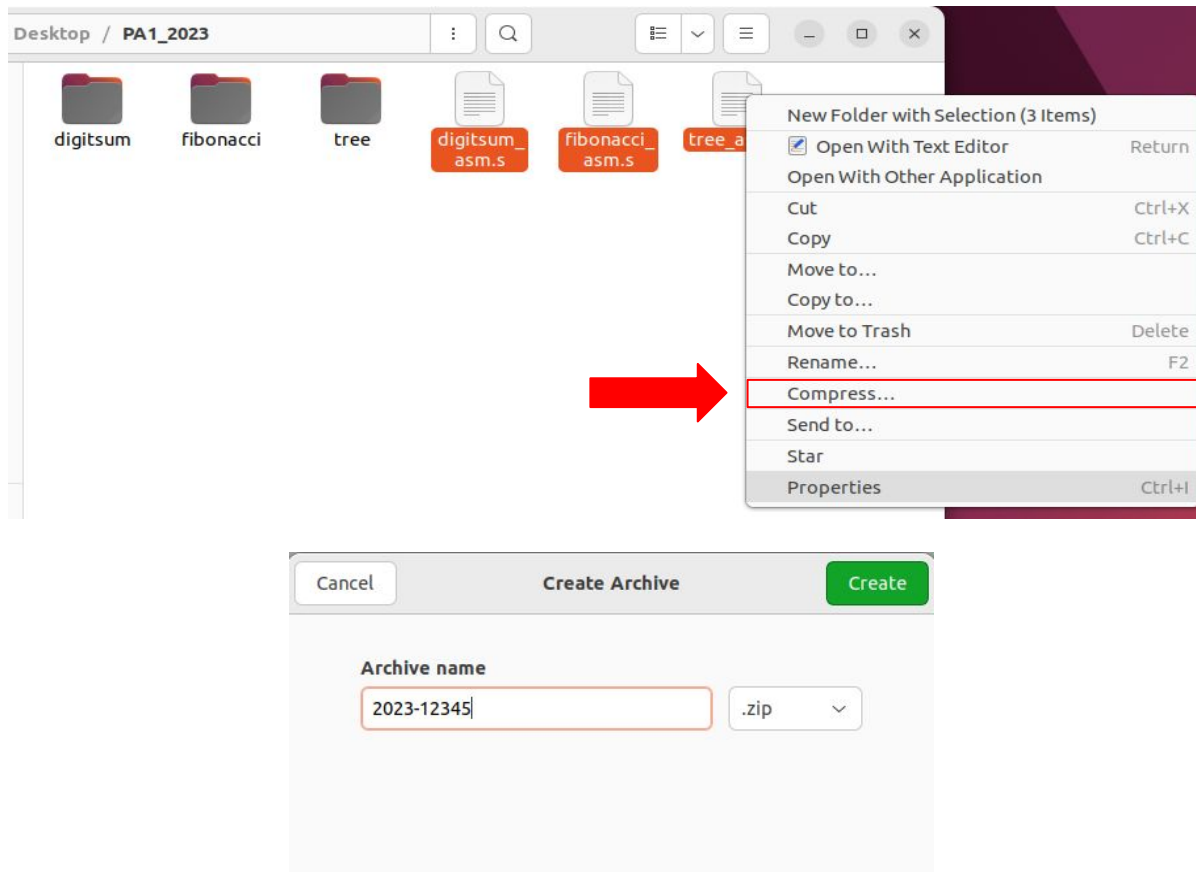 Desktop / PA1_2023
digitsum
fibonacci
tree
digitsum_
asm.s
fibonacci_
asm.s
tree_a
New Folder with Selection (3 Items)
Open With Text Editor Return
Open With Other Application
Cut Ctrl+X
Copy Ctrl+C
Move to…
Copy to…
Move to Trash Delete
Rename… F2
Compress…
Send to…
Star
Properties Ctrl+I
Cancel Create Archive Create
Archive name
2023-12345 .zip